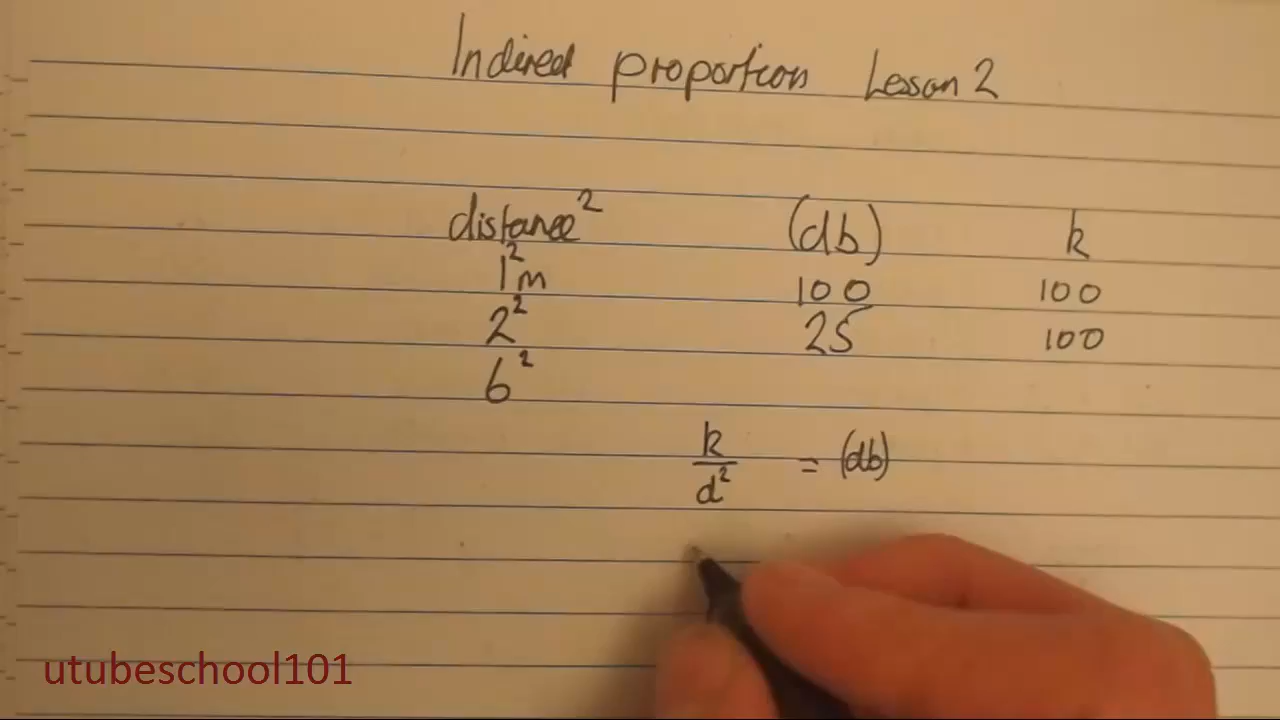 Indirect proportion Lesson 2
distance² (db) k
1²m 100 100
2² 25 100
6²
k/d² = (db)
utubeschool101